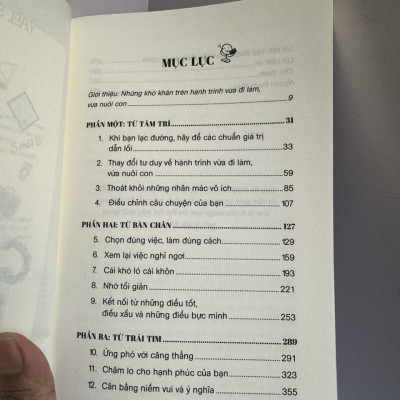 MỤC LỤC
Giới thiệu: Những khó khăn trên hành trình vừa đi làm,
vừa nuôi con.......9
PHẦN MỘT: TỪ TÂM TRÍ.......31
1. Khi bạn lạc đường, hãy để các chuẩn giá trị
dẫn lối.......33
2. Thay đổi tư duy về hành trình vừa đi làm,
vừa nuôi con.......59
3. Thoát khỏi những nhãn mác vô ích.......85
4. Điều chỉnh câu chuyện của bạn.......107
PHẦN HAI: TỪ BÀN CHÂN.......127
5. Chọn đúng việc, làm đúng cách.......129
6. Xem lại việc nghỉ ngơi.......159
7. Cái khó ló cái khôn.......193
8. Nhớ tối giản.......221
9. Kết nối từ những điều tốt,
điều xấu và những điều bực mình.......253
PHẦN BA: TỪ TRÁI TIM.......289
10. Ứng phó với căng thẳng.......291
11. Chăm lo cho hạnh phúc của bạn.......323
12. Cân bằng niềm vui và ý nghĩa.......355